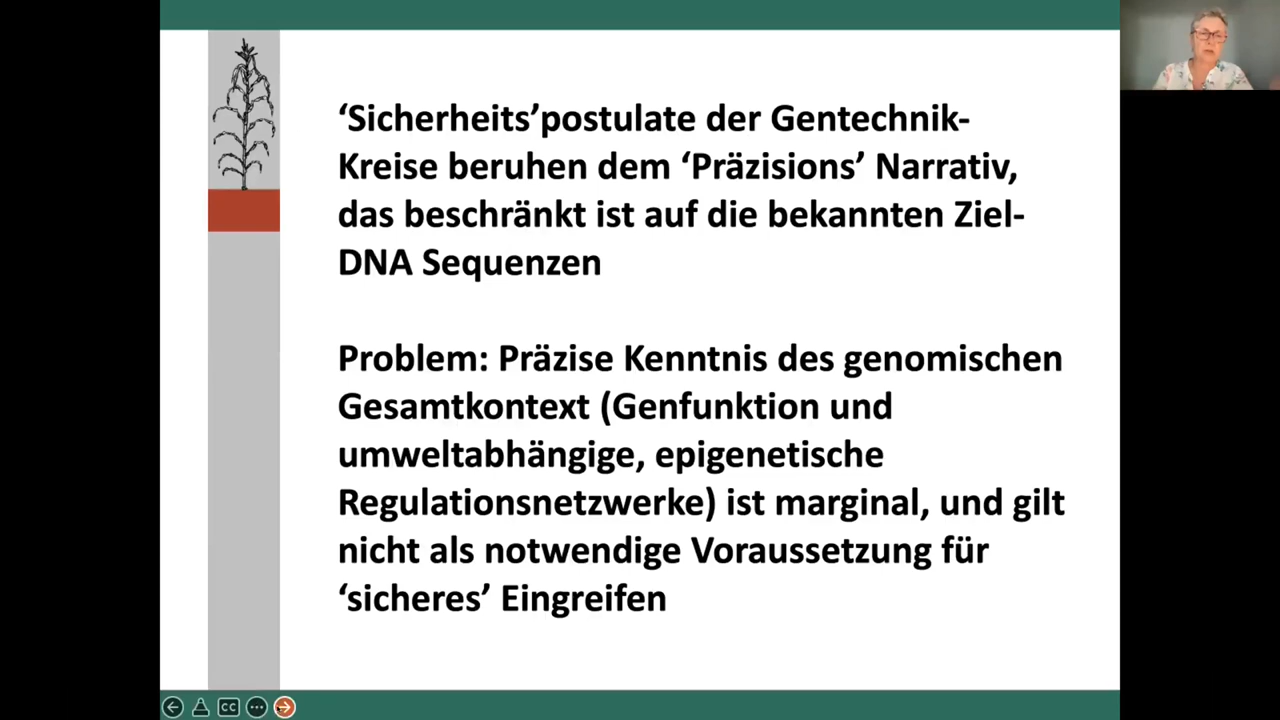 ‘Sicherheits’postulate der Gentechnik-
Kreise beruhen dem ‘Präzisions’ Narrativ,
das beschränkt ist auf die bekannten Ziel-
DNA Sequenzen
Problem: Präzise Kenntnis des genomischen
Gesamtkontext (Genfunktion und
umweltabhängige, epigenetische
Regulationsnetzwerke) ist marginal, und gilt
nicht als notwendige Voraussetzung für
‘sicheres’ Eingreifen
CC